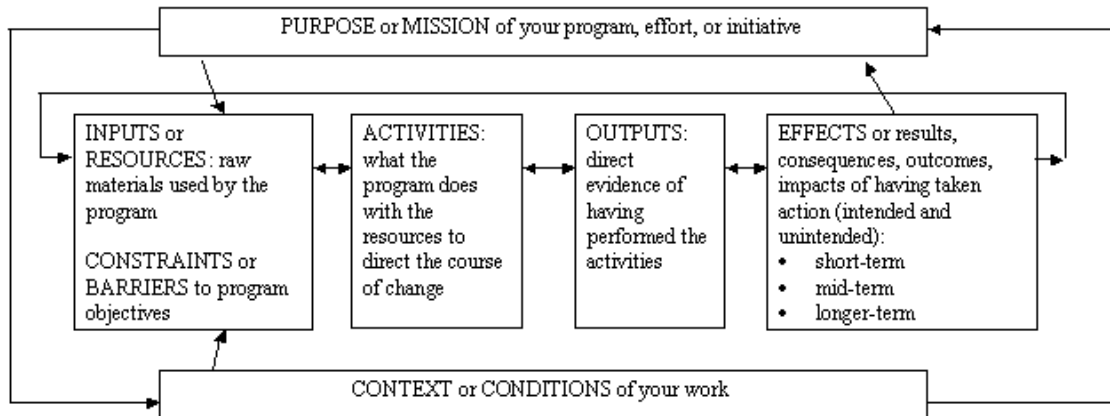 PURPOSE or MISSION of your program, effort, or initiative
INPUTS or
RESOURCES: raw
materials used by the
program
CONSTRAINTS or
BARRIERS to program
objectives
ACTIVITIES:
what the
program does
with the
resources to
direct the course
of change
OUTPUTS:
direct
evidence of
having
performed the
activities
EFFECTS or results,
consequences, outcomes,
impacts of having taken
action (intended and
unintended):
• short-term
• mid-term
• longer-term
CONTEXT or CONDITIONS of your work